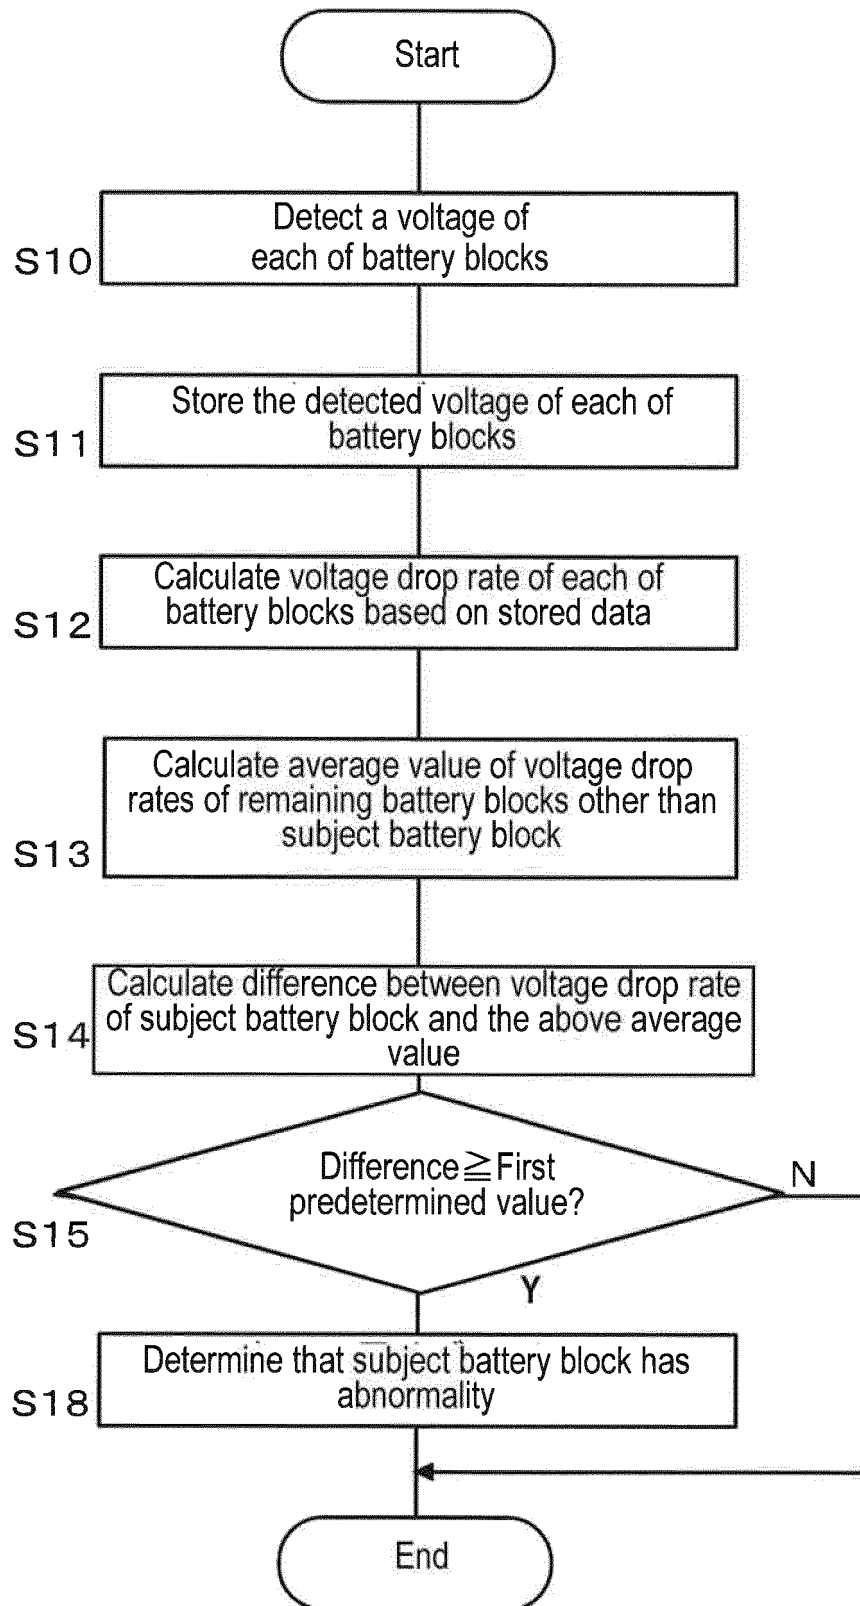 Start
Detect a voltage of
each of battery blocks
S10
Store the detected voltage of each of
battery blocks
S11
Calculate voltage drop rate of each of
battery blocks based on stored data
S12
Calculate average value of voltage drop
rates of remaining battery blocks other than
subject battery block
S13
Calculate difference between voltage drop rate
of subject battery block and the above average
value
S14
Difference≧First
predetermined value?
N
S15
Y
Determine that subject battery block has
abnormality
S18
End